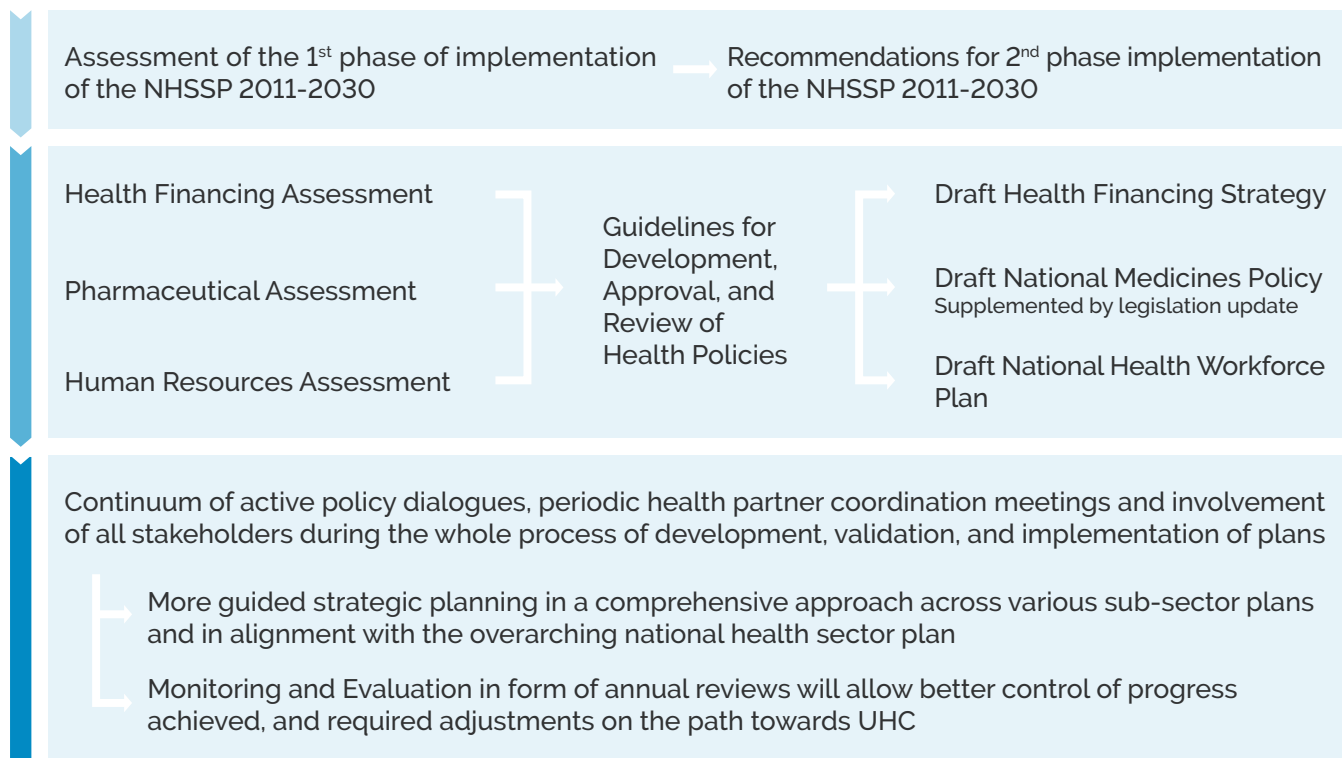 Assessment of the 1st phase of implementation
of the NHSSP 2011-2030
Recommendations for 2nd phase implementation
of the NHSSP 2011-2030
Health Financing Assessment
Pharmaceutical Assessment
Human Resources Assessment
Guidelines for
Development,
Approval, and
Review of
Health Policies
Draft Health Financing Strategy
Draft National Medicines Policy
Supplemented by legislation update
Draft National Health Workforce
Plan
Continuum of active policy dialogues, periodic health partner coordination meetings and involvement
of all stakeholders during the whole process of development, validation, and implementation of plans
More guided strategic planning in a comprehensive approach across various sub-sector plans
and in alignment with the overarching national health sector plan
Monitoring and Evaluation in form of annual reviews will allow better control of progress
achieved, and required adjustments on the path towards UHC